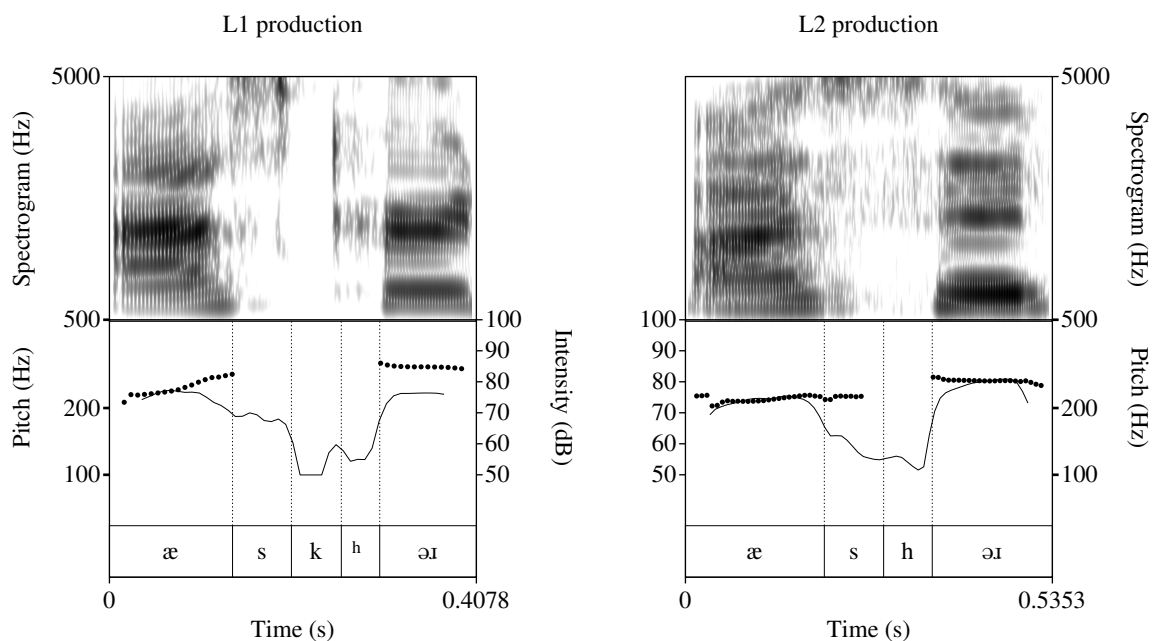 L1 production
L2 production
5000
Spectrogram (Hz)
500
100
90
80
70
60
50
Intensity (dB)
Pitch (Hz)
200
100
æ s k ʰ əɹ
0 0.4078
Time (s)
5000
Spectrogram (Hz)
500
100
90
80
70
60
50
Pitch (Hz)
200
100
æ s h əɹ
0 0.5353
Time (s)